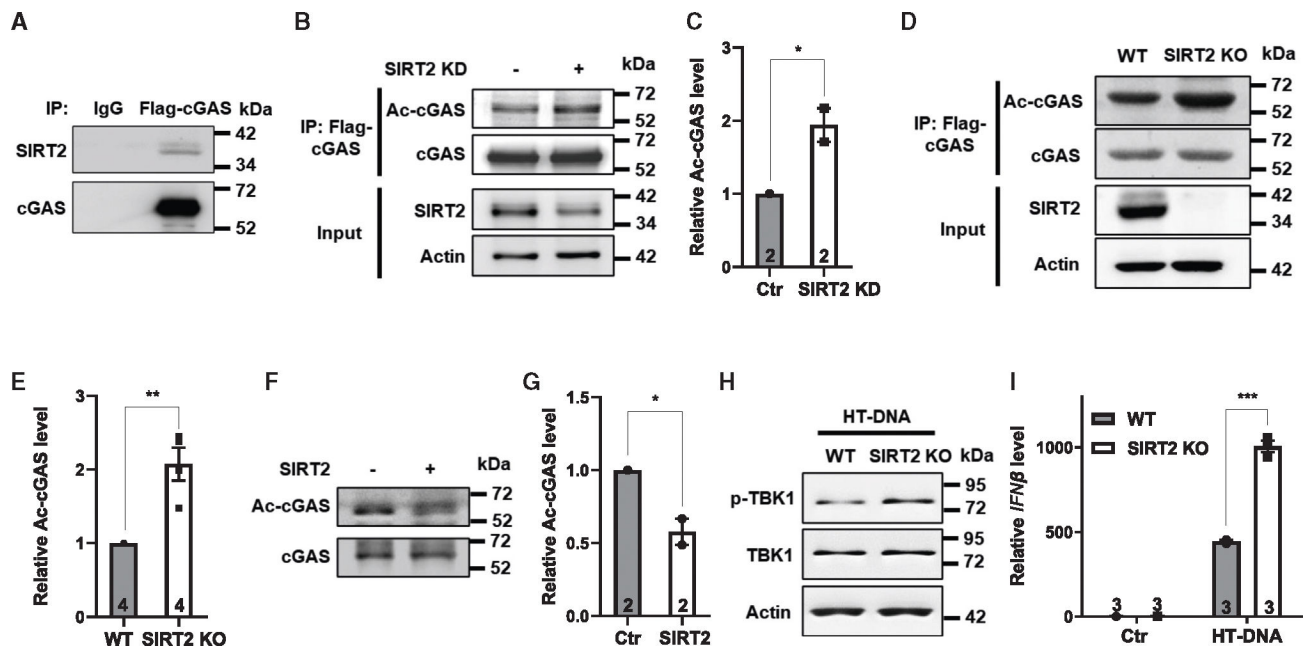 A
IP: IgG Flag-cGAS kDa
SIRT2
42
34
cGAS
72
52
B
SIRT2 KD - + kDa
IP: Flag-
cGAS
Ac-cGAS
72
52
cGAS
72
52
Input
SIRT2
42
34
Actin
42
C
Relative Ac-cGAS level
3
2
1
0
*
2 2
Ctr SIRT2 KD
D
WT SIRT2 KO kDa
IP: Flag-
cGAS
Ac-cGAS
72
52
cGAS
72
52
Input
SIRT2
42
34
Actin
42
E
Relative Ac-cGAS level
3
2
1
0
**
4 4
WT SIRT2 KO
F
SIRT2 - + kDa
Ac-cGAS
72
52
cGAS
72
52
G
Relative Ac-cGAS level
1.5
1.0
0.5
0.0
*
2 2
Ctr SIRT2
H
HT-DNA
WT SIRT2 KO kDa
p-TBK1
95
72
TBK1
95
72
Actin
42
I
Relative IFNβ level
1000
500
0
WT
SIRT2 KO
***
3 3 3 3
Ctr HT-DNA